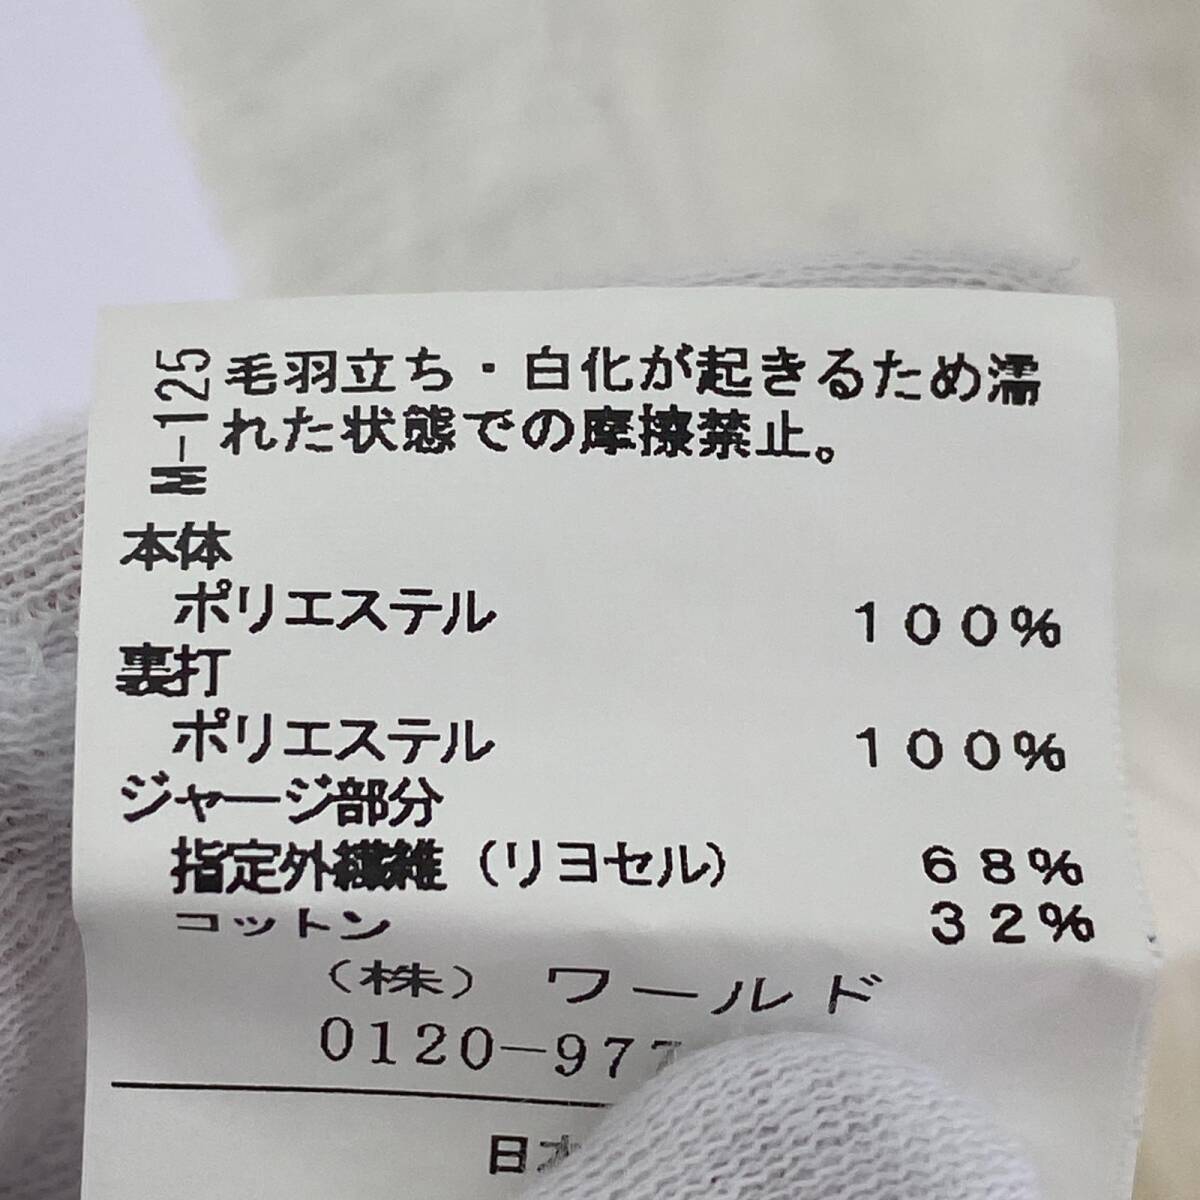 M-125
毛羽立ち・白化が起きるため濡
れた状態での摩擦禁止。
本体
ポリエステル 100%
裏打
ポリエステル 100%
ジャージ部分
指定外繊維（リヨセル） 68%
コットン 32%
（株）ワールド
0120-977
日本